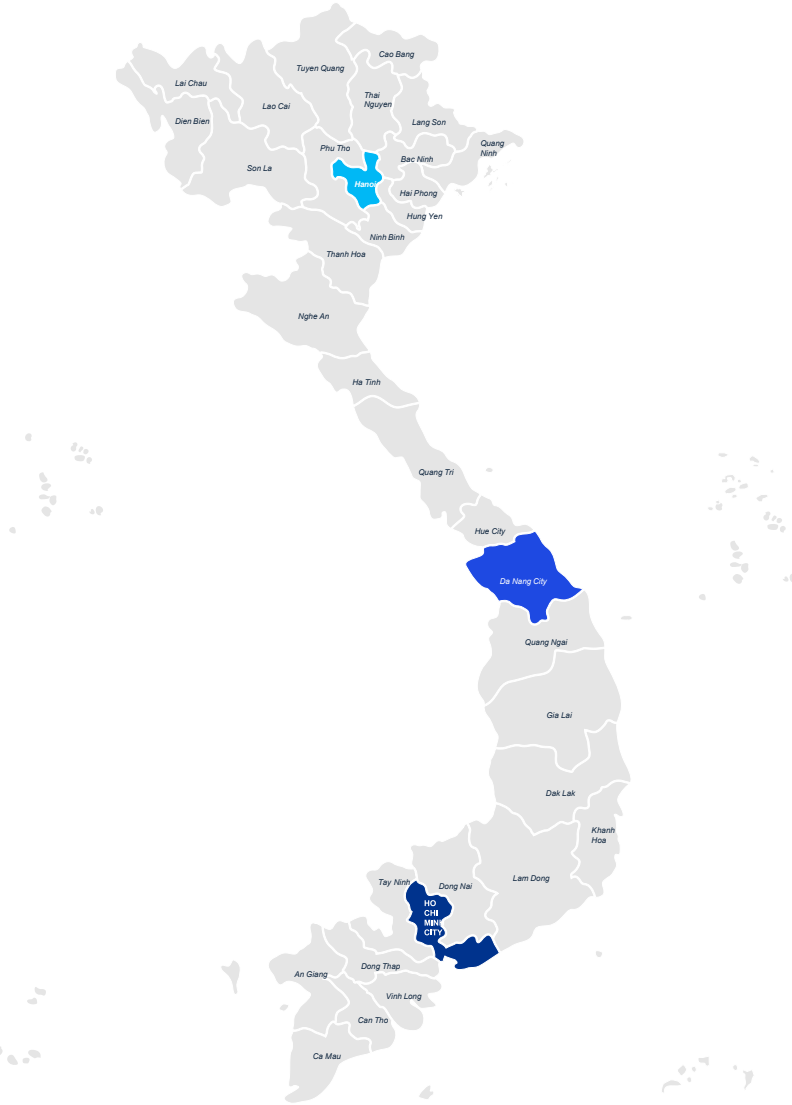 Cao Bang
Tuyen Quang
Lai Chau
Thai
Nguyen
Lao Cai
Dien Bien
Lang Son
Quang
Ninh
Phu Tho
Bac Ninh
Son La
Hanoi
Hai Phong
Hung Yen
Ninh Binh
Thanh Hoa
Nghe An
Ha Tinh
Quang Tri
Hue City
Da Nang City
Quang Ngai
Gia Lai
Dak Lak
Khanh
Hoa
Lam Dong
Tay Ninh
Dong Nai
HO
CHI
MINH
CITY
Dong Thap
An Giang
Vinh Long
Can Tho
Ca Mau